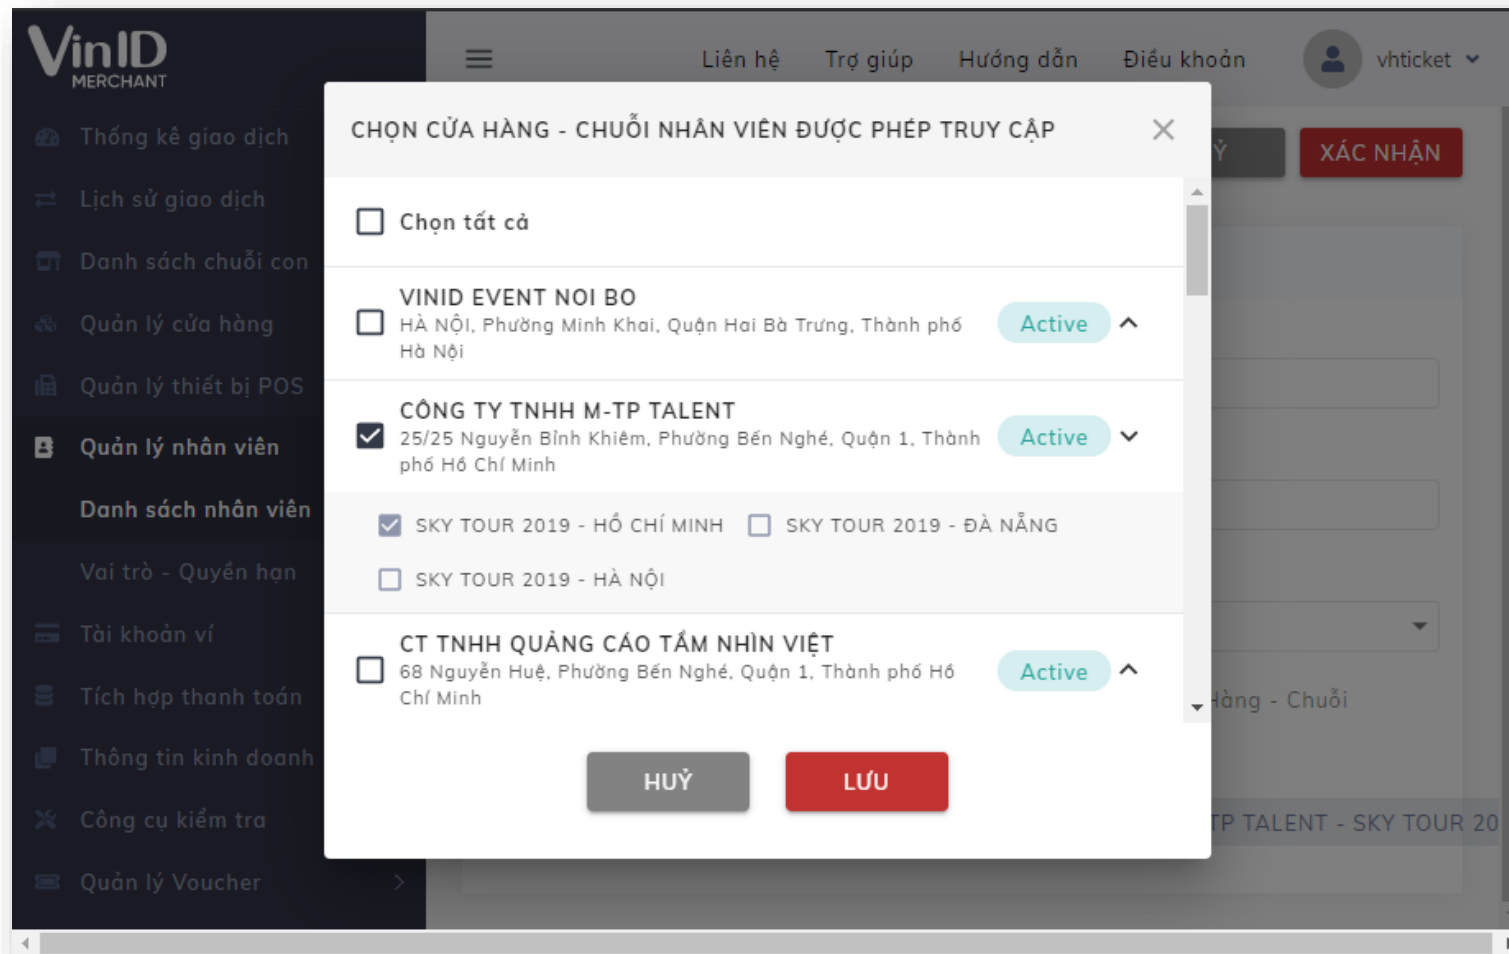 VinID
MERCHANT
Liên hệ
Trợ giúp
Hướng dẫn
Điều khoản
vhticket
Thống kê giao dịch
Lịch sử giao dịch
Danh sách chuỗi con
Quản lý cửa hàng
Quản lý thiết bị POS
Quản lý nhân viên
Danh sách nhân viên
Vai trò - Quyền hạn
Tài khoản ví
Tích hợp thanh toán
Thông tin kinh doanh
Công cụ kiểm tra
Quản lý Voucher
XÁC NHẬN
CHỌN CỬA HÀNG - CHUỖI NHÂN VIÊN ĐƯỢC PHÉP TRUY CẬP
Chọn tất cả
VINID EVENT NOI BO
HÀ NỘI, Phường Minh Khai, Quận Hai Bà Trưng, Thành phố
Hà Nội
Active
CÔNG TY TNHH M-TP TALENT
25/25 Nguyễn Bỉnh Khiêm, Phường Bến Nghé, Quận 1, Thành
phố Hồ Chí Minh
Active
SKY TOUR 2019 - HỒ CHÍ MINH
SKY TOUR 2019 - ĐÀ NẴNG
SKY TOUR 2019 - HÀ NỘI
CT TNHH QUẢNG CÁO TẦM NHÌN VIỆT
68 Nguyễn Huệ, Phường Bến Nghé, Quận 1, Thành phố Hồ
Chí Minh
Active
HUỶ
LƯU
Hàng - Chuỗi
TP TALENT - SKY TOUR 20